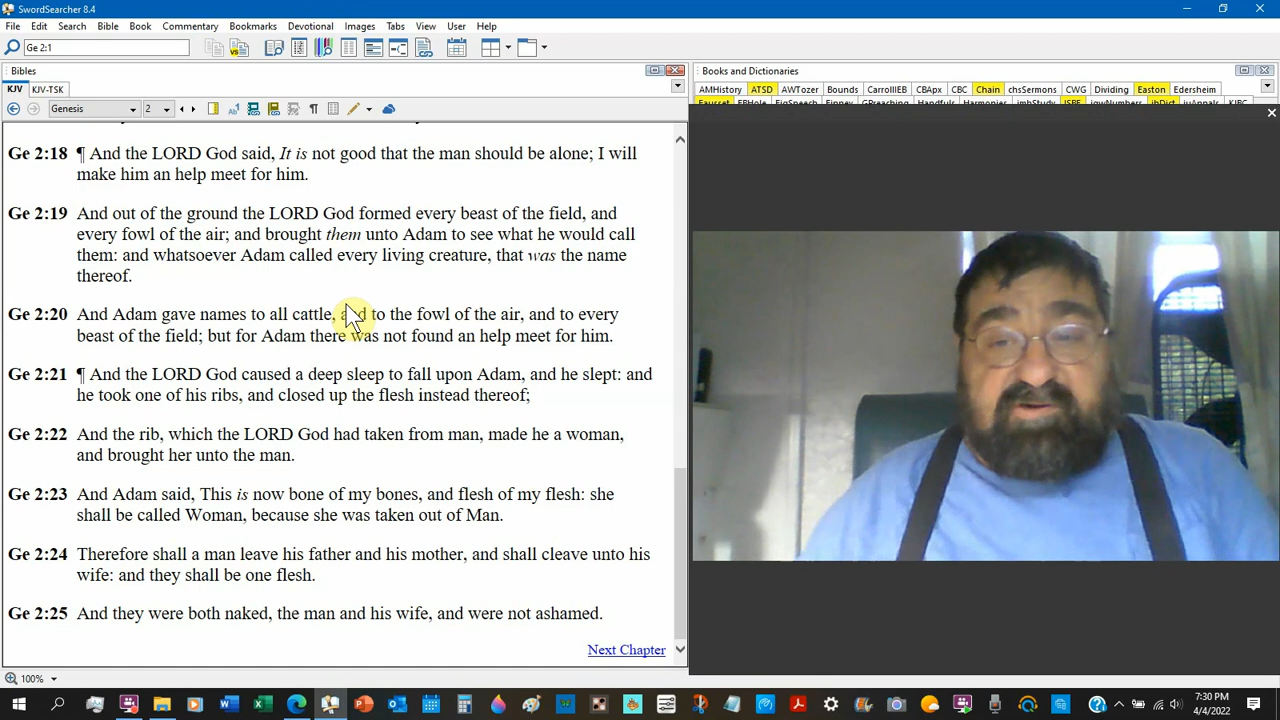 SwordSearcher 8.4
File Edit Search Bible Book Commentary Bookmarks Devotional Images Tabs View User Help
Ge 2:1
Bibles
KJV KJV-TSK
Genesis 2
Ge 2:18 ¶ And the LORD God said, It is not good that the man should be alone; I will
make him an help meet for him.
Ge 2:19 And out of the ground the LORD God formed every beast of the field, and
every fowl of the air; and brought them unto Adam to see what he would call
them: and whatsoever Adam called every living creature, that was the name
thereof.
Ge 2:20 And Adam gave names to all cattle, and to the fowl of the air, and to every
beast of the field; but for Adam there was not found an help meet for him.
Ge 2:21 ¶ And the LORD God caused a deep sleep to fall upon Adam, and he slept: and
he took one of his ribs, and closed up the flesh instead thereof;
Ge 2:22 And the rib, which the LORD God had taken from man, made he a woman,
and brought her unto the man.
Ge 2:23 And Adam said, This is now bone of my bones, and flesh of my flesh: she
shall be called Woman, because she was taken out of Man.
Ge 2:24 Therefore shall a man leave his father and his mother, and shall cleave unto his
wife: and they shall be one flesh.
Ge 2:25 And they were both naked, the man and his wife, and were not ashamed.
Next Chapter
100%
Books and Dictionaries
AMHistory ATSD AWTozer Bounds CarrollIEB CBApx CBC Chain chsSermons CWG Dividing Easton Edersheim
7:30 PM
4/4/2022